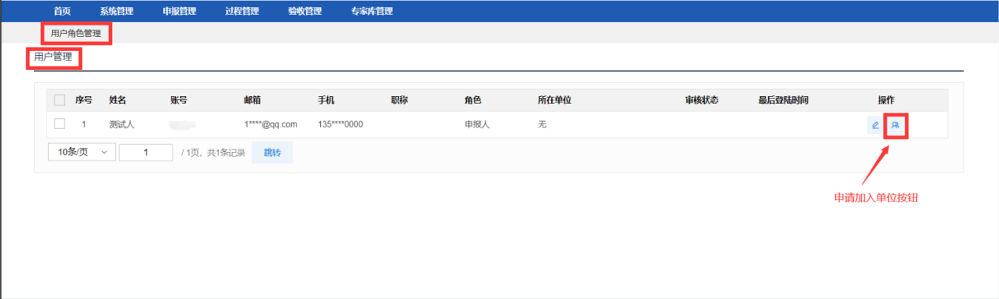 首页 系统管理 申报管理 过程管理 验收管理 专家库管理
用户角色管理
用户管理
序号 姓名 账号 邮箱 手机 职称 角色 所在单位 审核状态 最后登陆时间 操作
1 测试人 1****@qq.com 135****0000 申报人 无
10条/页 1 / 1页，共1条记录 跳转
申请加入单位按钮